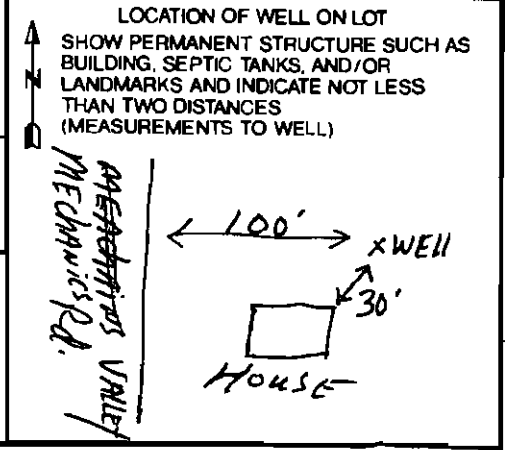 LOCATION OF WELL ON LOT
SHOW PERMANENT STRUCTURE SUCH AS
BUILDING, SEPTIC TANKS, AND/OR
LANDMARKS AND INDICATE NOT LESS
THAN TWO DISTANCES
(MEASUREMENTS TO WELL)
N
VALLEY
MECHANICS Rd.
100'
x WELL
30'
HOUSE